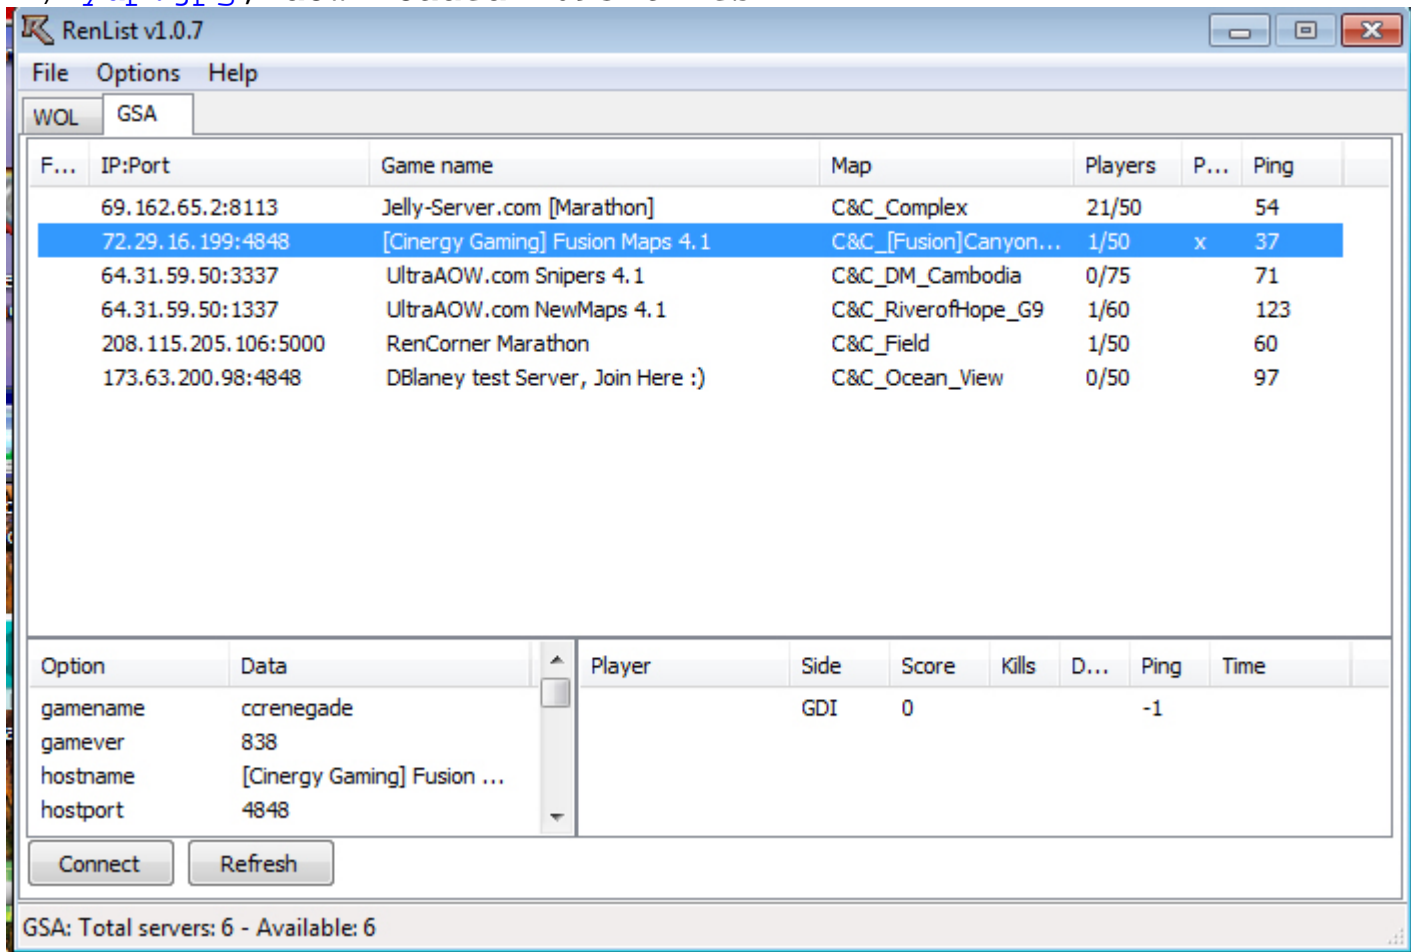 RenList v1.0.7
File Options Help
WOL GSA
F... IP:Port Game name Map Players P... Ping
69.162.65.2:8113 Jelly-Server.com [Marathon] C&C_Complex 21/50 54
72.29.16.199:4848 [Cinergy Gaming] Fusion Maps 4.1 C&C_[Fusion]Canyon... 1/50 x 37
64.31.59.50:3337 UltraAOW.com Snipers 4.1 C&C_DM_Cambodia 0/75 71
64.31.59.50:1337 UltraAOW.com NewMaps 4.1 C&C_RiverofHope_G9 1/60 123
208.115.205.106:5000 RenCorner Marathon C&C_Field 1/50 60
173.63.200.98:4848 DBlaney test Server, Join Here :) C&C_Ocean_View 0/50 97
Option Data Player Side Score Kills D... Ping Time
gamename ccrenegade GDI 0 -1
gamever 838
hostname [Cinergy Gaming] Fusion ...
hostport 4848
Connect Refresh
GSA: Total servers: 6 - Available: 6